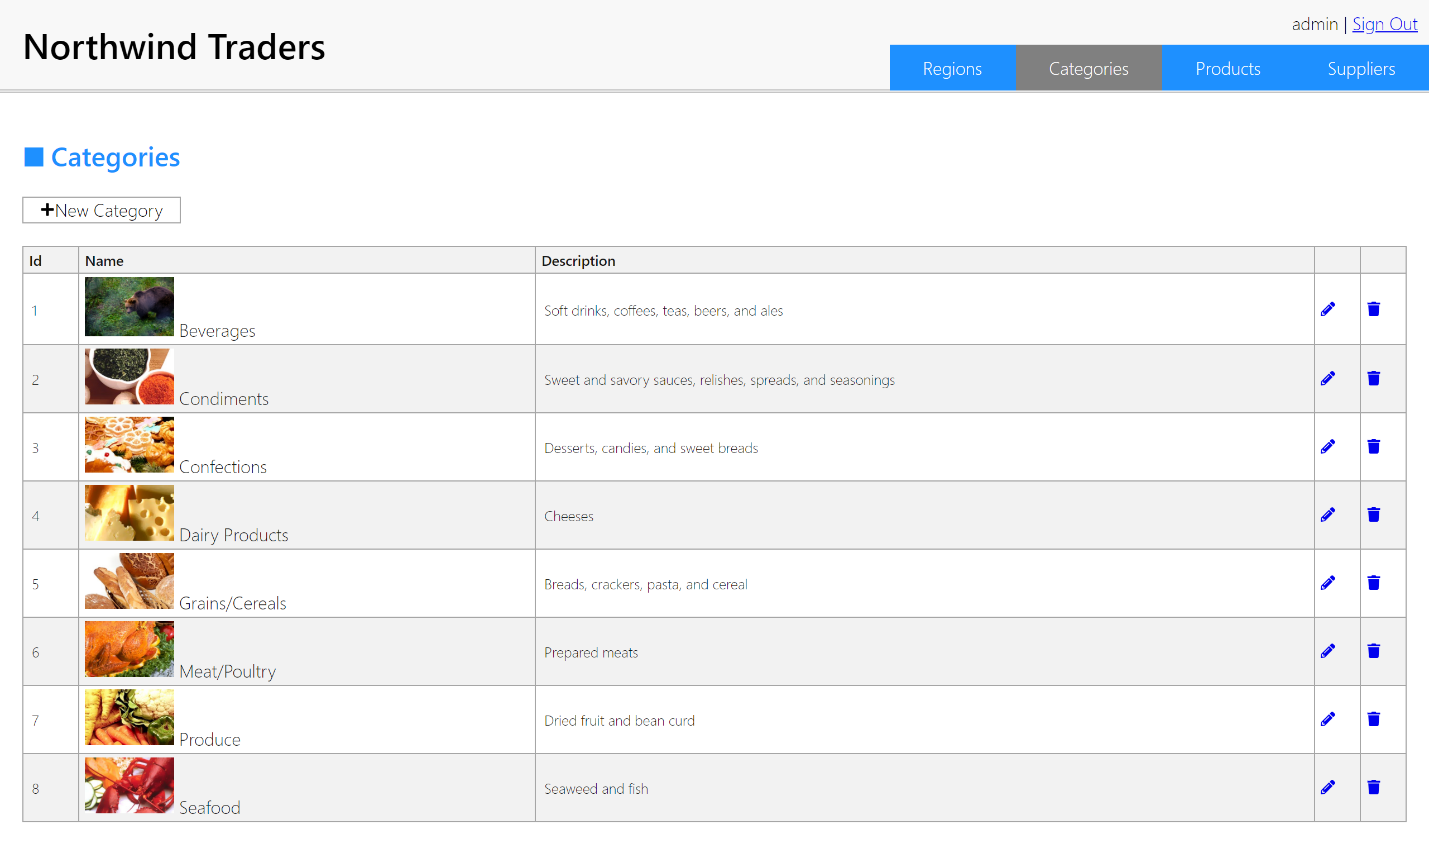 admin | Sign Out
Northwind Traders
Regions Categories Products Suppliers
Categories
+New Category
Id Name Description
1 Beverages Soft drinks, coffees, teas, beers, and ales
2 Condiments Sweet and savory sauces, relishes, spreads, and seasonings
3 Confections Desserts, candies, and sweet breads
4 Dairy Products Cheeses
5 Grains/Cereals Breads, crackers, pasta, and cereal
6 Meat/Poultry Prepared meats
7 Produce Dried fruit and bean curd
8 Seafood Seaweed and fish